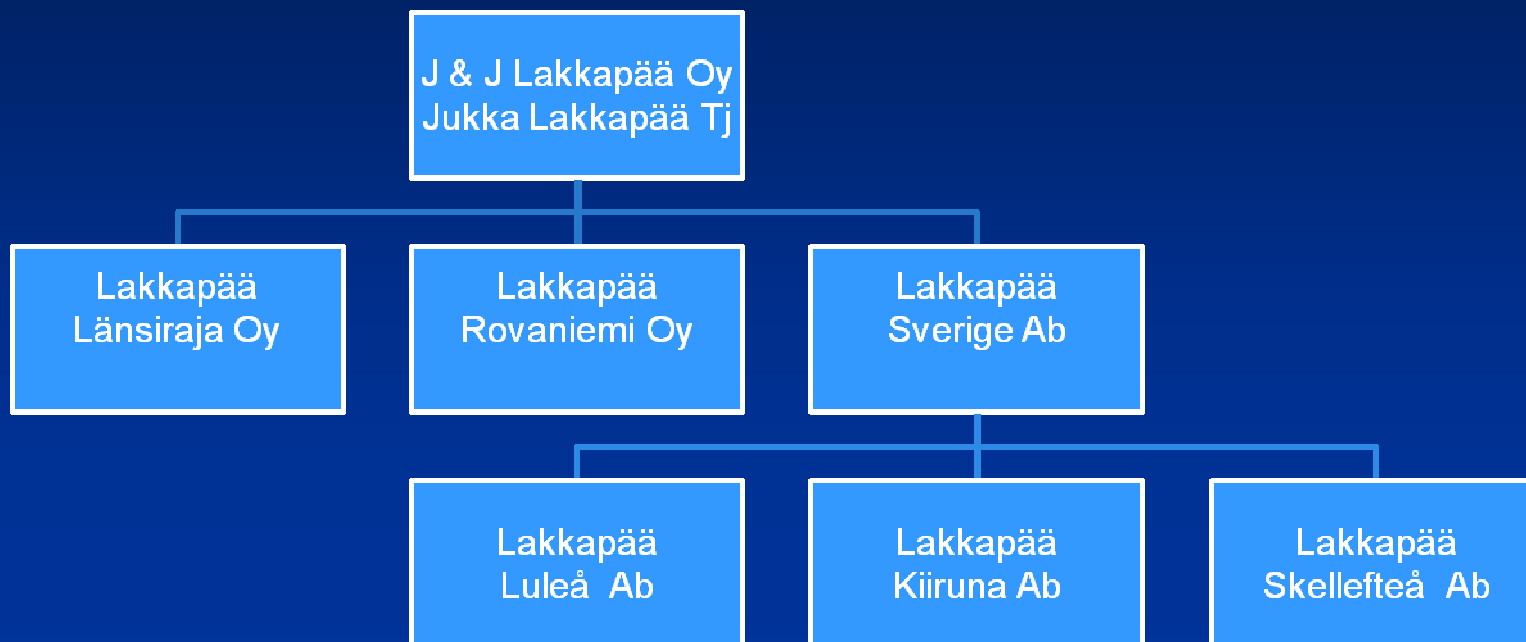 J & J Lakkapää Oy
Jukka Lakkapää Tj
Lakkapää
Länsiraja Oy
Lakkapää
Rovaniemi Oy
Lakkapää
Sverige Ab
Lakkapää
Luleå Ab
Lakkapää
Kiiruna Ab
Lakkapää
Skellefteå Ab